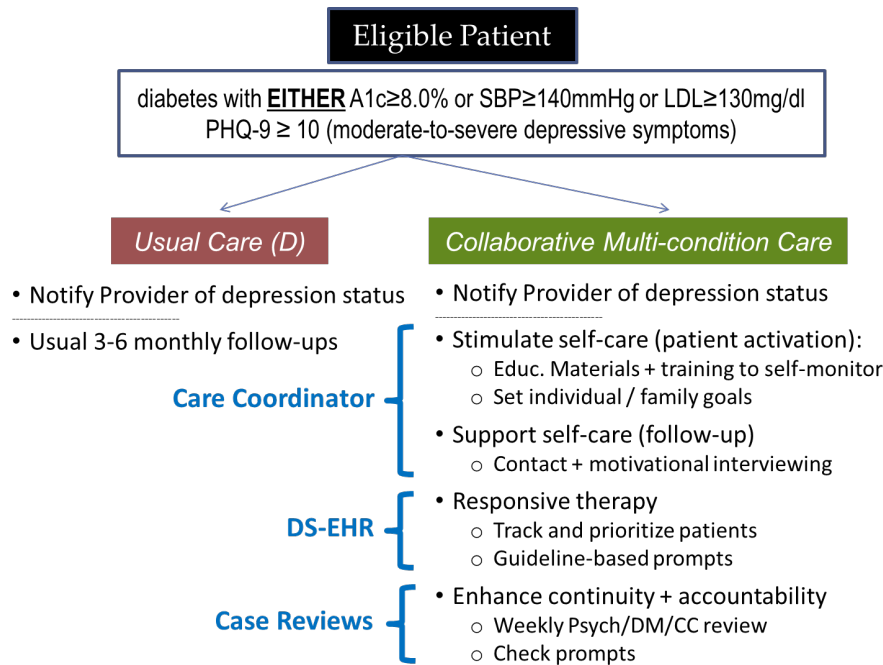 Eligible Patient
diabetes with EITHER A1c≥8.0% or SBP≥140mmHg or LDL≥130mg/dl
PHQ-9 ≥ 10 (moderate-to-severe depressive symptoms)
Usual Care (D)
• Notify Provider of depression status
• Usual 3-6 monthly follow-ups
Collaborative Multi-condition Care
• Notify Provider of depression status
Care Coordinator
• Stimulate self-care (patient activation):
o Educ. Materials + training to self-monitor
o Set individual / family goals
• Support self-care (follow-up)
o Contact + motivational interviewing
DS-EHR
• Responsive therapy
o Track and prioritize patients
o Guideline-based prompts
Case Reviews
• Enhance continuity + accountability
o Weekly Psych/DM/CC review
o Check prompts